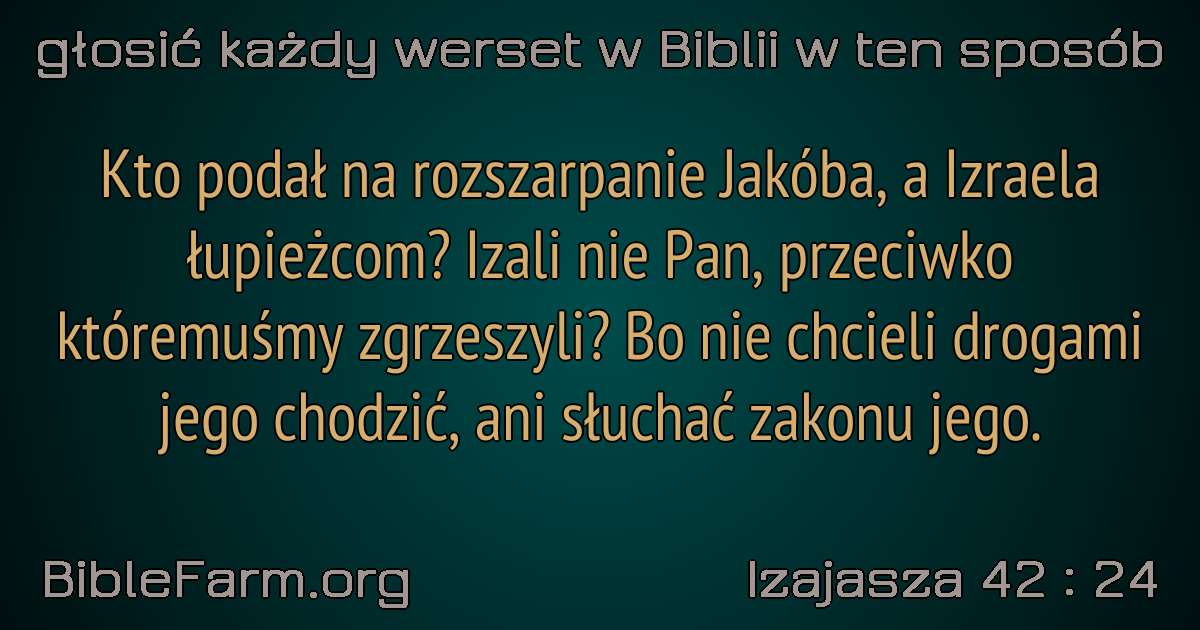 głosić każdy werset w Biblii w ten sposób
Kto podał na rozszarpanie Jakóba, a Izraela
łupieżcom? Izali nie Pan, przeciwko
któremuśmy zgrzeszyli? Bo nie chcieli drogami
jego chodzić, ani słuchać zakonu jego.
BibleFarm.org
Izajasza 42 : 24